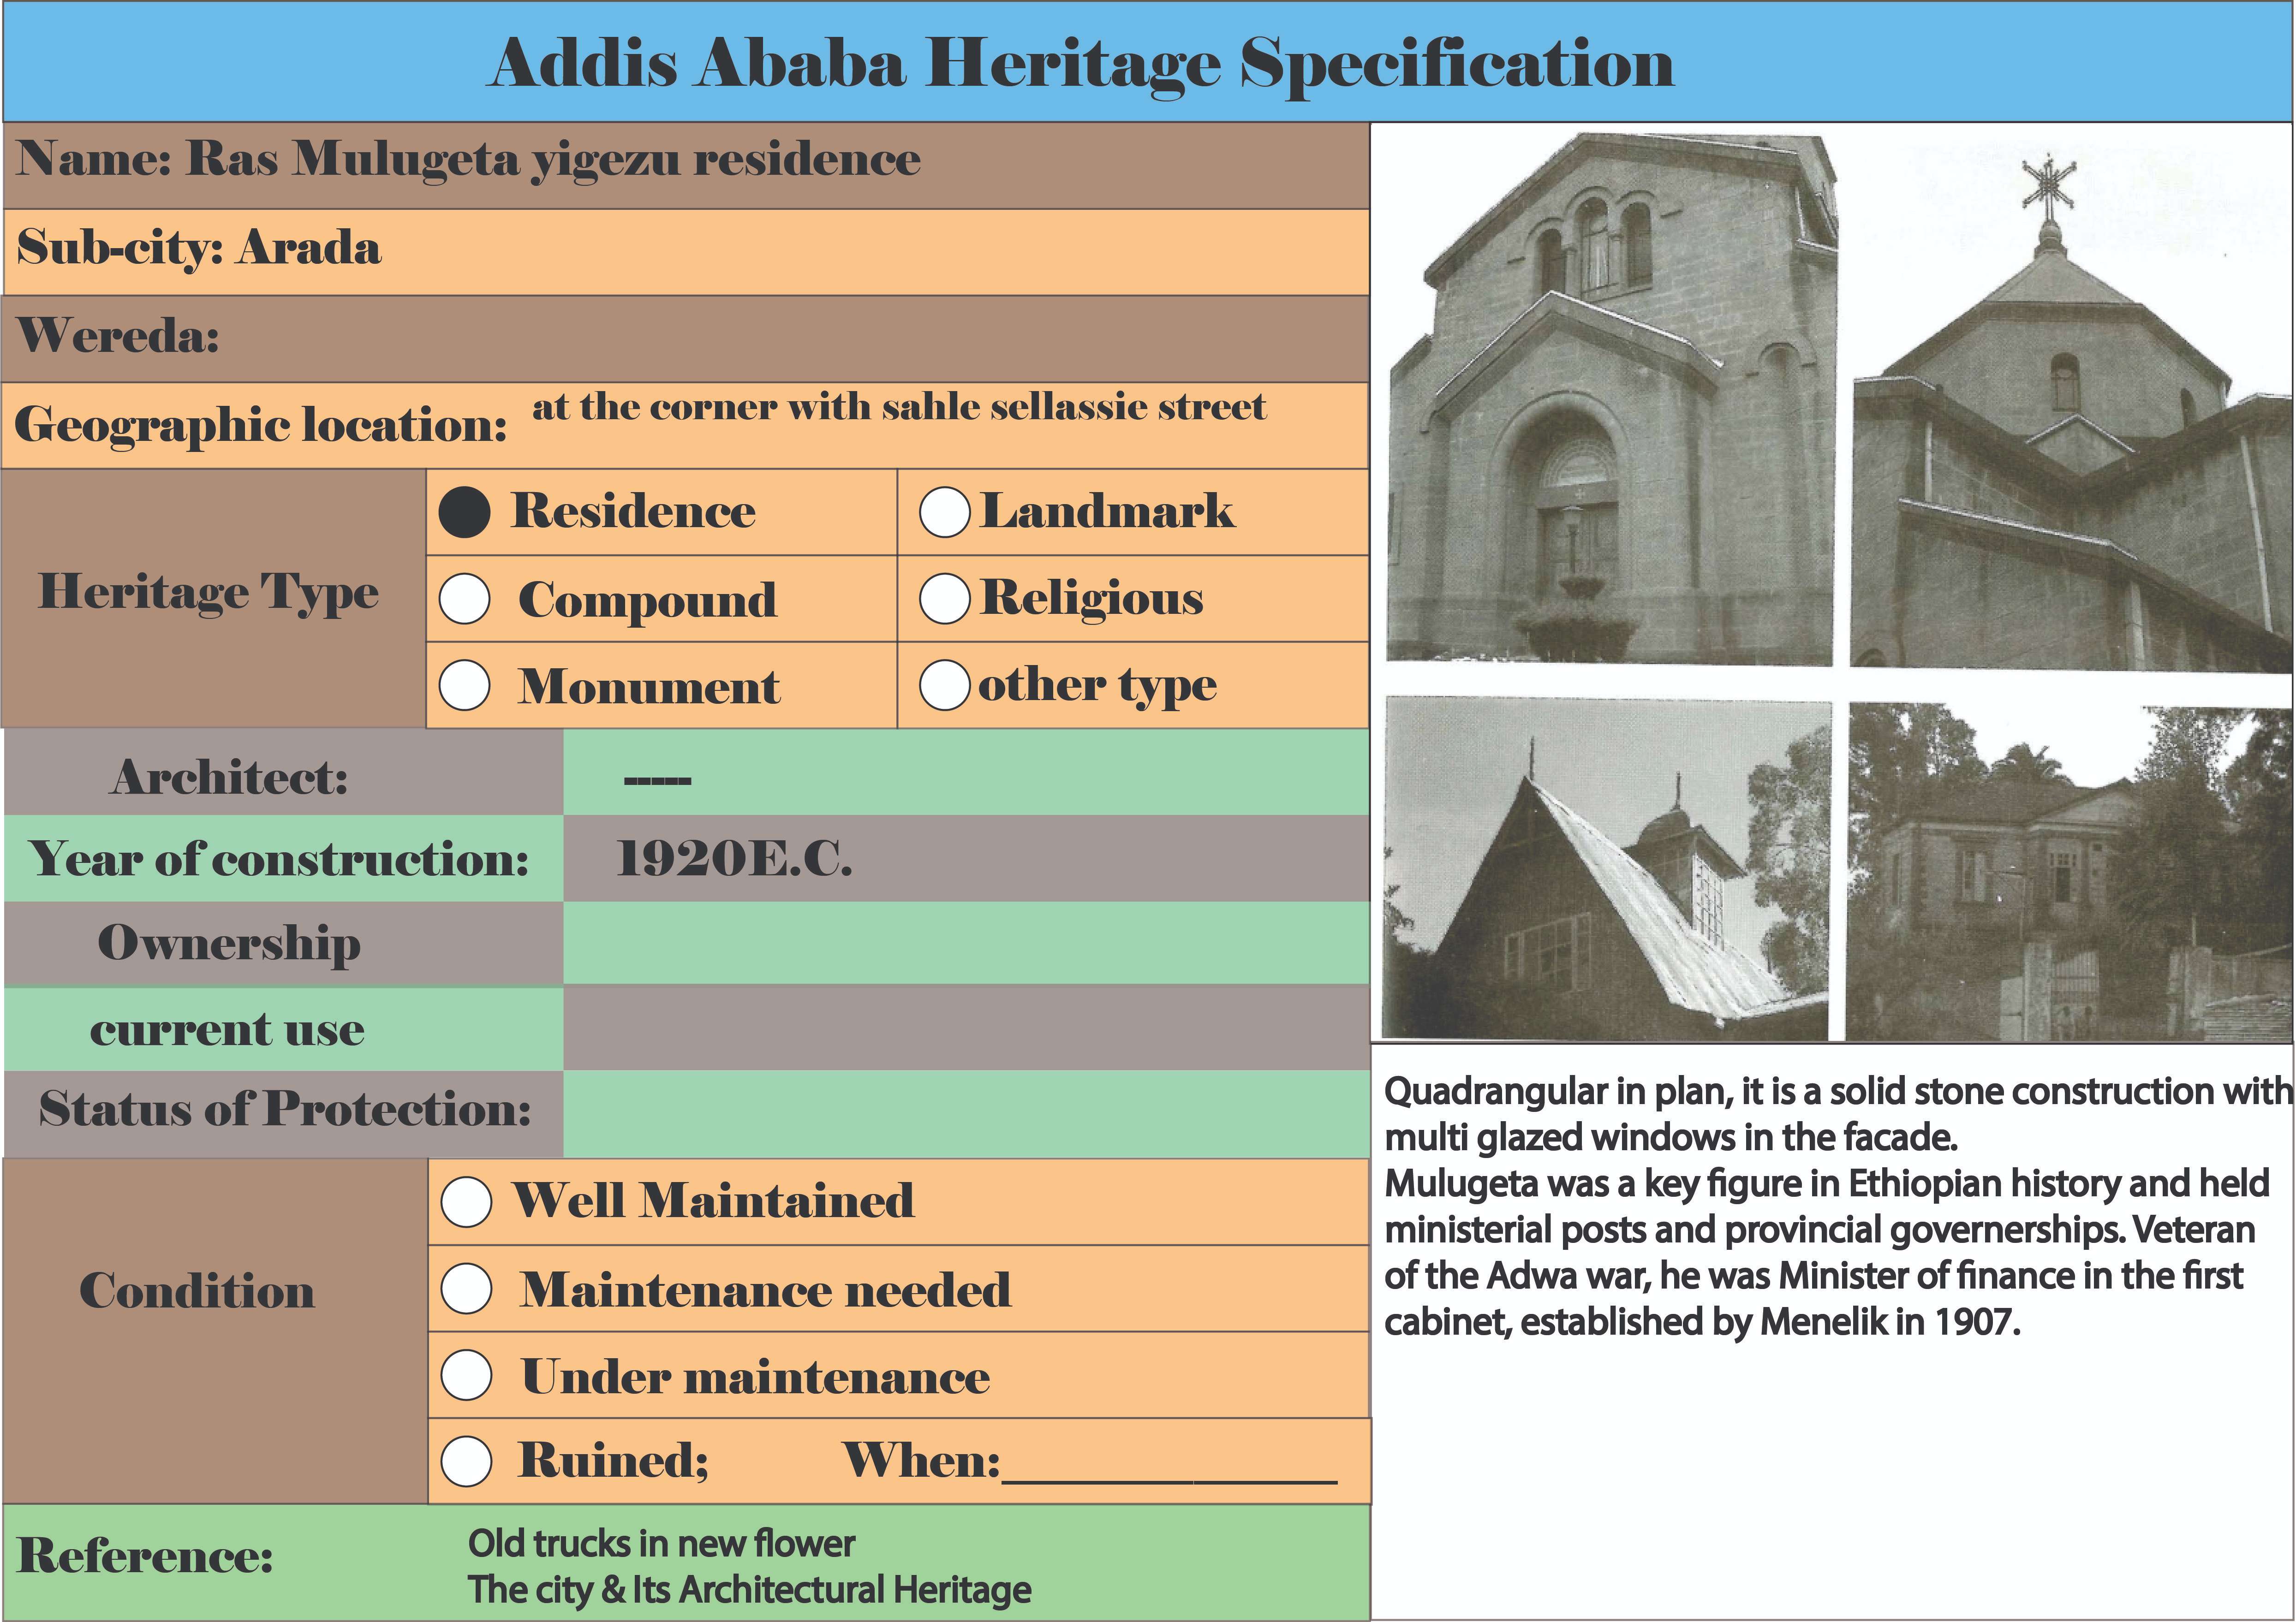 Addis Ababa Heritage Specification
Name: Ras Mulugeta yigezu residence
Sub-city: Arada
Wereda:
Geographic location: at the corner with sahle sellassie street
Heritage Type
Residence
Landmark
Compound
Religious
Monument
other type
Architect: -----
Year of construction: 1920E.C.
Ownership
current use
Status of Protection:
Condition
Well Maintained
Maintenance needed
Under maintenance
Ruined; When:_______________
Reference:
Old trucks in new flower
The city & Its Architectural Heritage
Quadrangular in plan, it is a solid stone construction with
multi glazed windows in the facade.
Mulugeta was a key figure in Ethiopian history and held
ministerial posts and provincial governerships. Veteran
of the Adwa war, he was Minister of finance in the first
cabinet, established by Menelik in 1907.